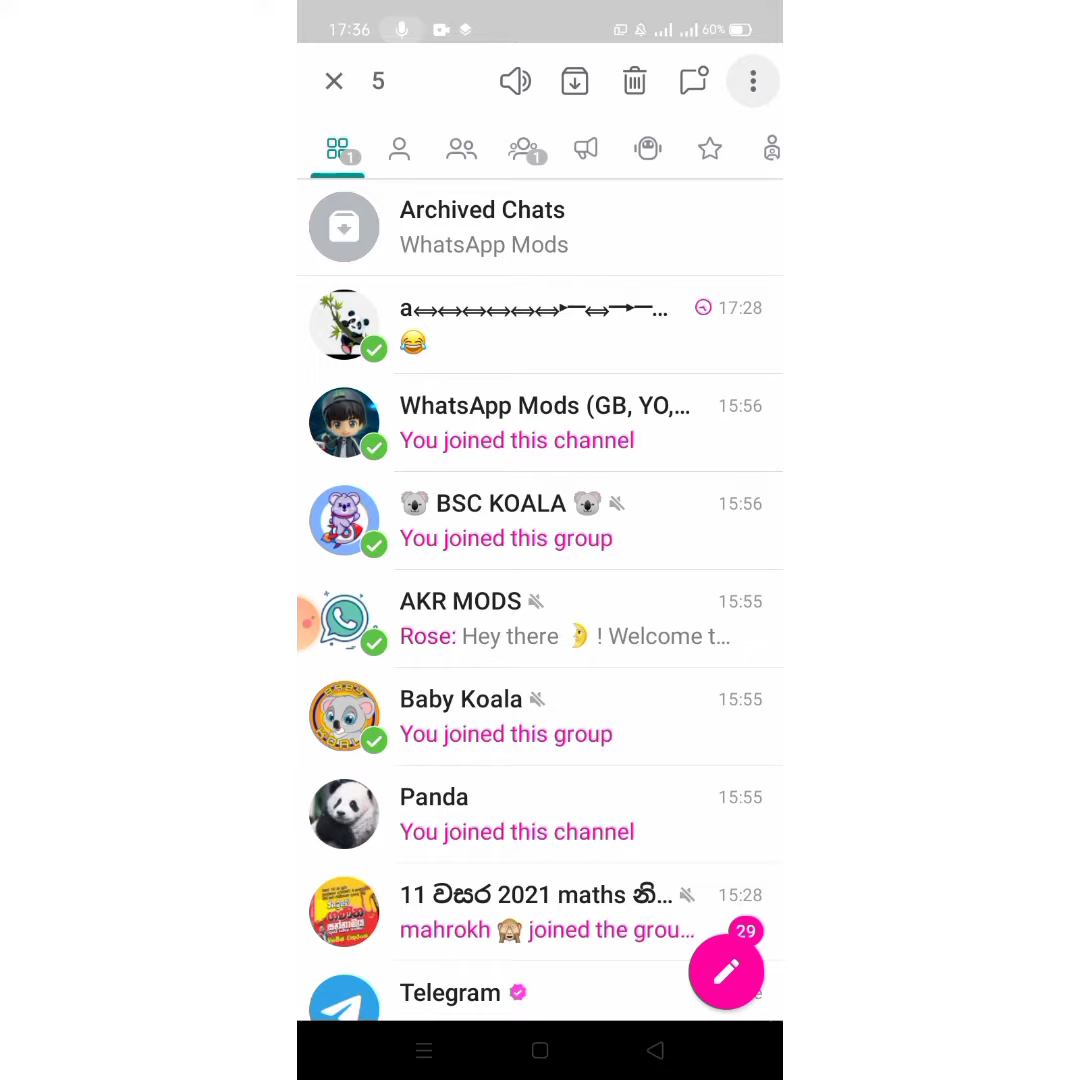 17:36 60%
5
1 1
Archived Chats
WhatsApp Mods
17:28
😂
WhatsApp Mods (GB, YO,... 15:56
You joined this channel
🐨 BSC KOALA 🐨 15:56
You joined this group
AKR MODS 15:55
Rose: Hey there 🌛 ! Welcome t...
Baby Koala 15:55
You joined this group
Panda 15:55
You joined this channel
11 වසර 2021 maths නි... 15:28
mahrokh 🙈 joined the grou...
29
Telegram